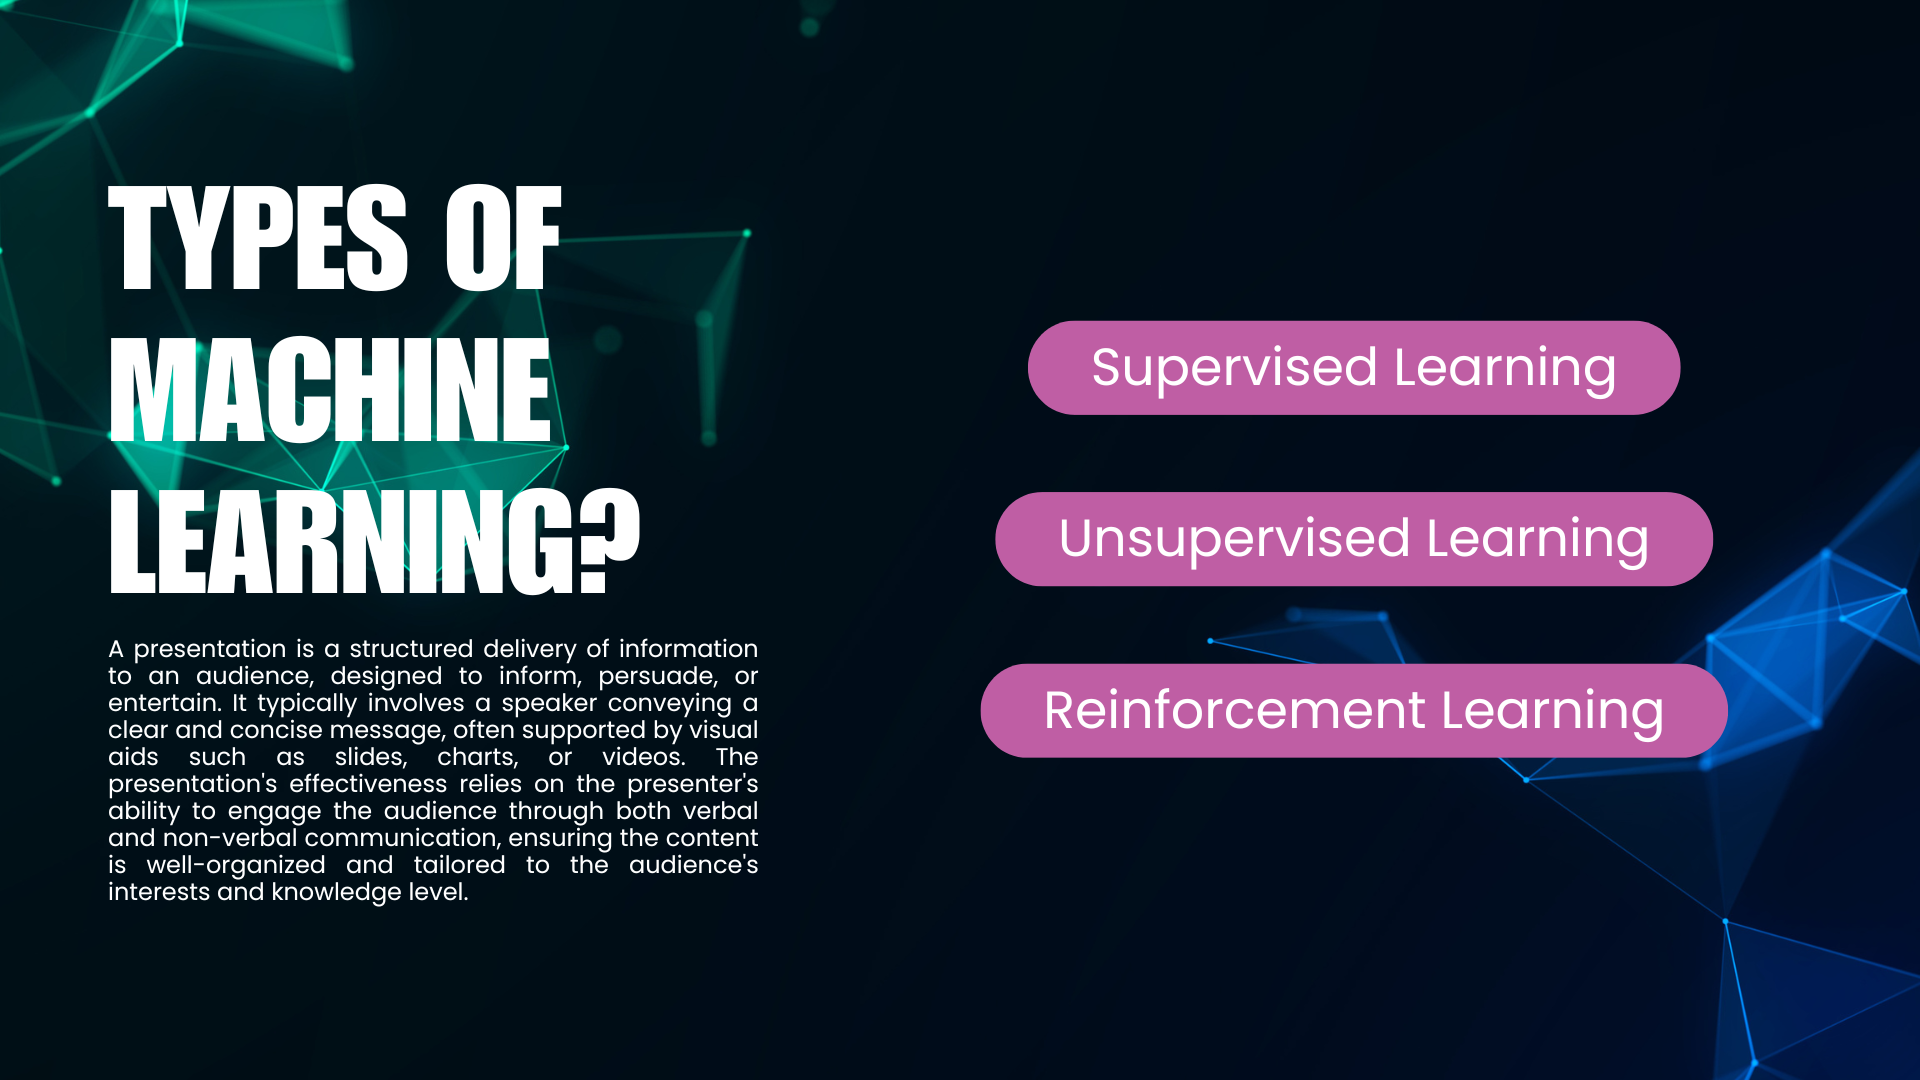 TYPES OF
MACHINE
LEARNING?
A presentation is a structured delivery of information
to an audience, designed to inform, persuade, or
entertain. It typically involves a speaker conveying a
clear and concise message, often supported by visual
aids such as slides, charts, or videos. The
presentation's effectiveness relies on the presenter's
ability to engage the audience through both verbal
and non-verbal communication, ensuring the content
is well-organized and tailored to the audience's
interests and knowledge level.
Supervised Learning
Unsupervised Learning
Reinforcement Learning